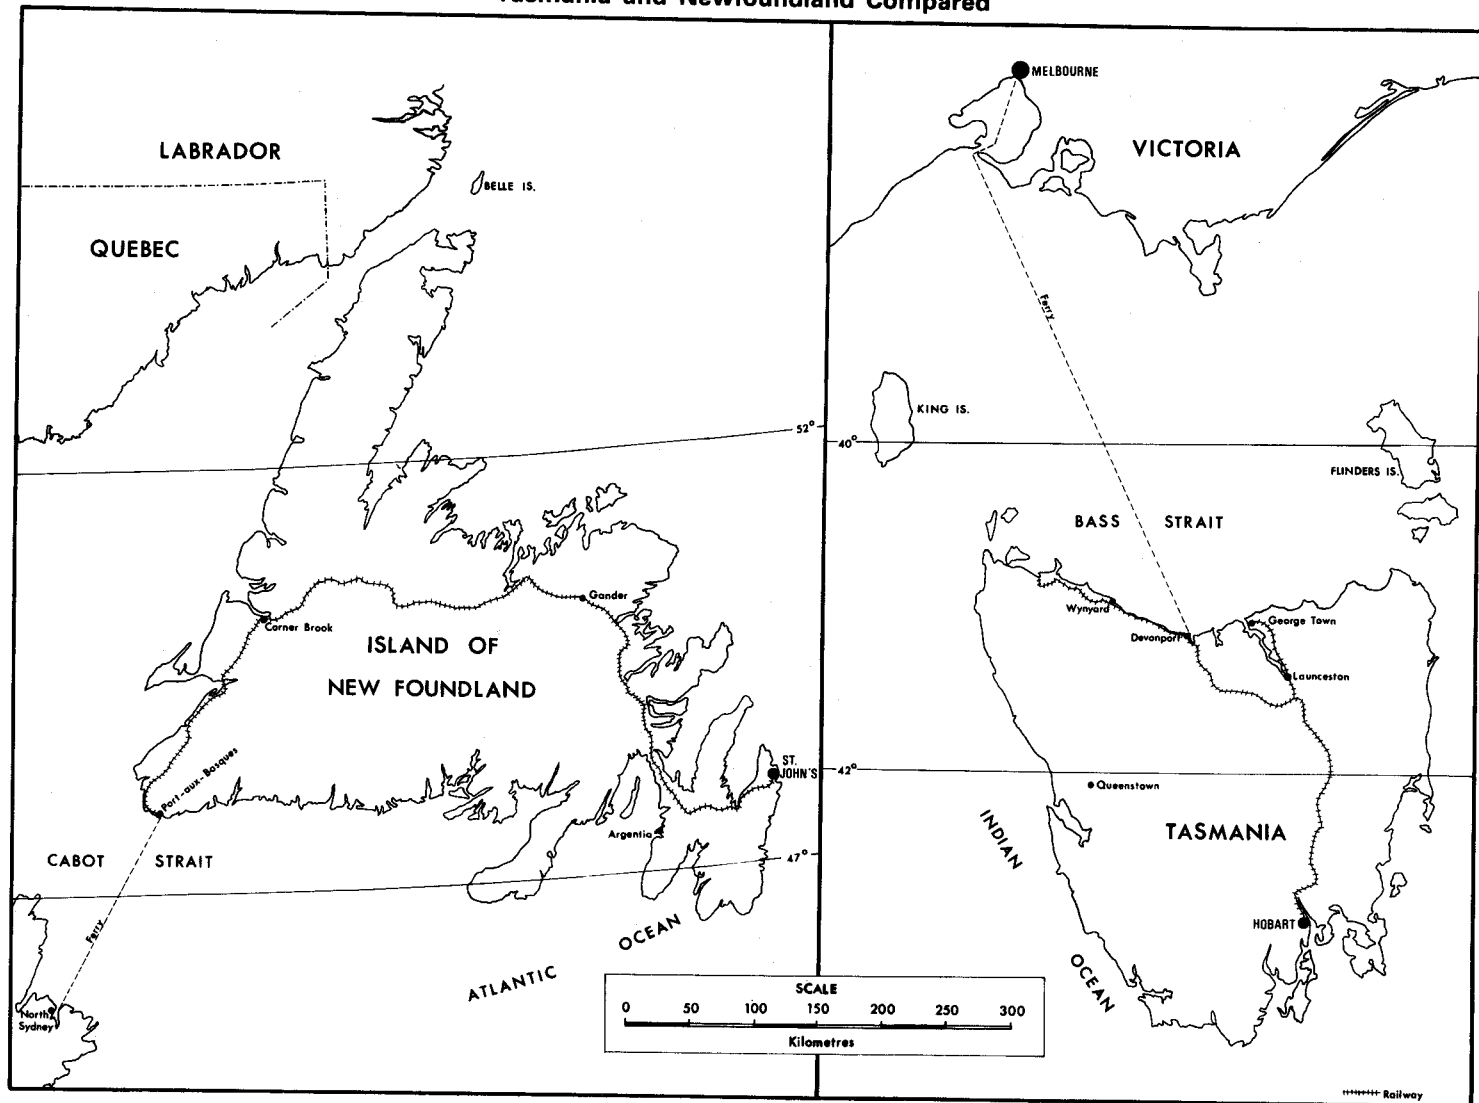 Tasmania and Newfoundland Compared
LABRADOR
BELLE IS.
QUEBEC
52°
Gander
Corner Brook
ISLAND OF
NEW FOUNDLAND
Port-aux-Basques
ST.
JOHN'S
Argentia
47°
CABOT STRAIT
Ferry
North
Sydney
ATLANTIC OCEAN
MELBOURNE
VICTORIA
Ferry
KING IS.
40°
FLINDERS IS.
BASS STRAIT
Wynyard
Devonport
George Town
Launceston
42°
Queenstown
TASMANIA
INDIAN OCEAN
HOBART
SCALE
0 50 100 150 200 250 300
Kilometres
Railway